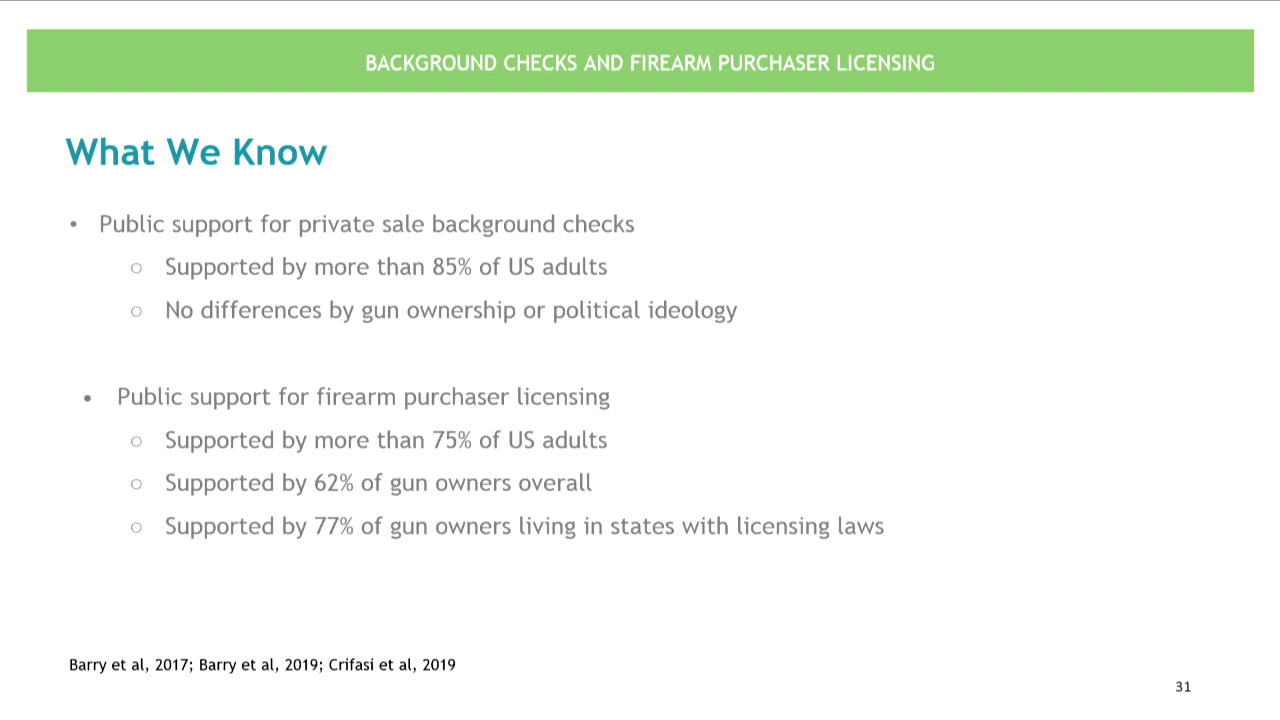 BACKGROUND CHECKS AND FIREARM PURCHASER LICENSING
What We Know
• Public support for private sale background checks
○ Supported by more than 85% of US adults
○ No differences by gun ownership or political ideology
• Public support for firearm purchaser licensing
○ Supported by more than 75% of US adults
○ Supported by 62% of gun owners overall
○ Supported by 77% of gun owners living in states with licensing laws
Barry et al, 2017; Barry et al, 2019; Crifasi et al, 2019
31